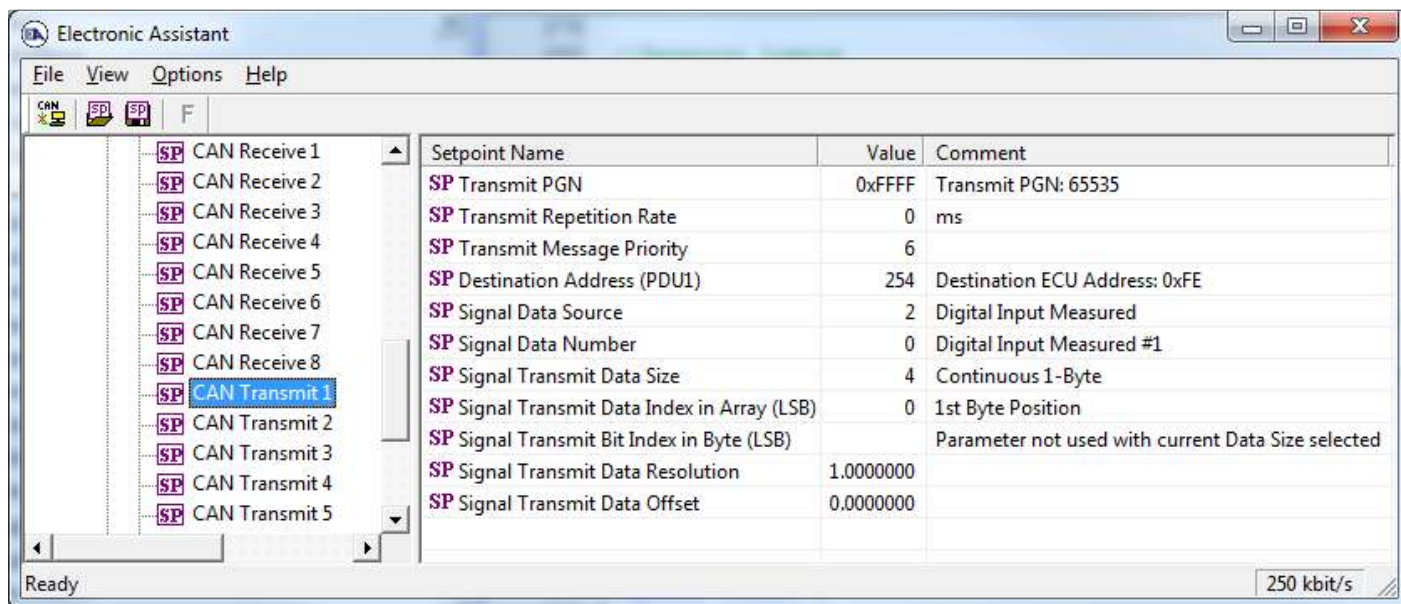 Electronic Assistant
File View Options Help
CAN SP SP F
SP CAN Receive 1
SP CAN Receive 2
SP CAN Receive 3
SP CAN Receive 4
SP CAN Receive 5
SP CAN Receive 6
SP CAN Receive 7
SP CAN Receive 8
SP CAN Transmit 1
SP CAN Transmit 2
SP CAN Transmit 3
SP CAN Transmit 4
SP CAN Transmit 5
Setpoint Name Value Comment
SP Transmit PGN 0xFFFF Transmit PGN: 65535
SP Transmit Repetition Rate 0 ms
SP Transmit Message Priority 6
SP Destination Address (PDU1) 254 Destination ECU Address: 0xFE
SP Signal Data Source 2 Digital Input Measured
SP Signal Data Number 0 Digital Input Measured #1
SP Signal Transmit Data Size 4 Continuous 1-Byte
SP Signal Transmit Data Index in Array (LSB) 0 1st Byte Position
SP Signal Transmit Bit Index in Byte (LSB) Parameter not used with current Data Size selected
SP Signal Transmit Data Resolution 1.0000000
SP Signal Transmit Data Offset 0.0000000
Ready 250 kbit/s